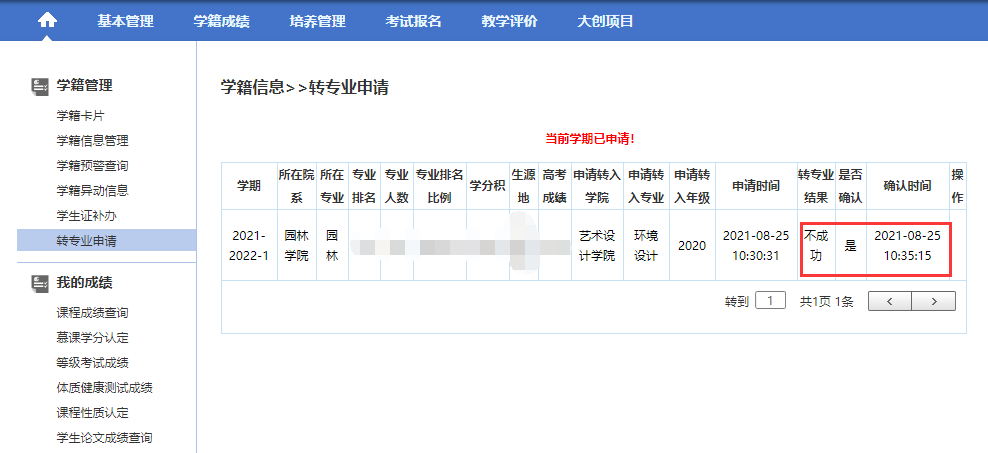 基本管理 学籍成绩 培养管理 考试报名 教学评价 大创项目
学籍管理
学籍卡片
学籍信息管理
学籍预警查询
学籍异动信息
学生证补办
转专业申请
我的成绩
课程成绩查询
慕课学分认定
等级考试成绩
体质健康测试成绩
课程性质认定
学生论文成绩查询
学籍信息>>转专业申请
当前学期已申请!
学期 所在院系 所在专业 专业排名 专业人数 专业排名比例 学分积 生源地 高考成绩 申请转入学院 申请转入专业 申请转入年级 申请时间 转专业结果 是否确认 确认时间 操作
2021-2022-1 园林学院 园林 艺术设计学院 环境设计 2020 2021-08-25 10:30:31 不成功 是 2021-08-25 10:35:15
转到 1 共1页 1条 < >